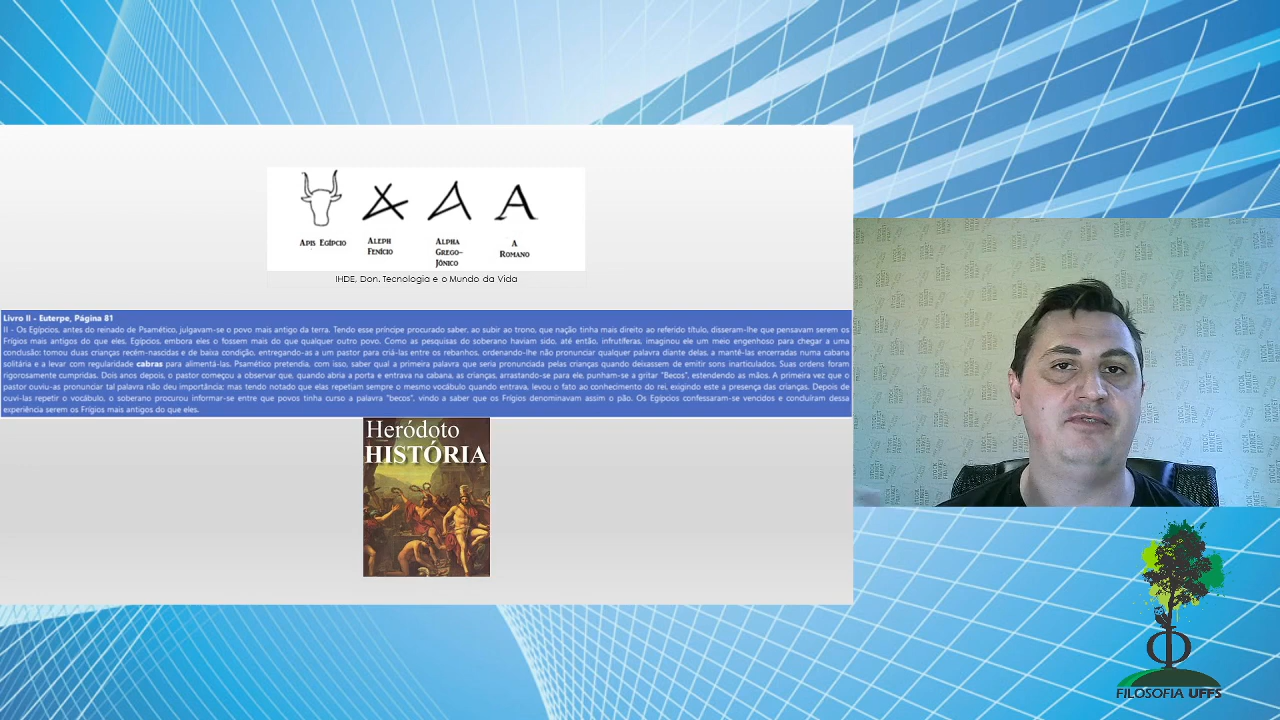 APIS EGÍPCIO
ALEPH
FENÍCIO
ALPHA
GREGO-
JÔNICO
A
ROMANO
IHDE, Don. Tecnologia e o Mundo da Vida
Livro II - Euterpe, Página 81
II - Os Egípcios, antes do reinado de Psamético, julgavam-se o povo mais antigo da terra. Tendo esse príncipe procurado saber, ao subir ao trono, que nação tinha mais direito ao referido título, disseram-lhe que pensavam serem os
Frígios mais antigos do que eles, Egípcios, embora eles o fossem mais do que qualquer outro povo. Como as pesquisas do soberano haviam sido, até então, infrutíferas, imaginou ele um meio engenhoso para chegar a uma
conclusão: tomou duas crianças recém-nascidas e de baixa condição, entregando-as a um pastor para criá-las entre os rebanhos, ordenando-lhe não pronunciar qualquer palavra diante delas, a mantê-las encerradas numa cabana
solitária e a levar com regularidade cabras para alimentá-las. Psamético pretendia, com isso, saber qual a primeira palavra que seria pronunciada pelas crianças quando deixassem de emitir sons inarticulados. Suas ordens foram
rigorosamente cumpridas. Dois anos depois, o pastor começou a observar que, quando abria a porta e entrava na cabana, as crianças, arrastando-se para ele, punham-se a gritar "Becos", estendendo as mãos. A primeira vez que o
pastor ouviu-as pronunciar tal palavra não deu importância; mas tendo notado que elas repetiam sempre o mesmo vocábulo quando entrava, levou o fato ao conhecimento do rei, exigindo este a presença das crianças. Depois de
ouvi-las repetir o vocábulo, o soberano procurou informar-se entre que povos tinha curso a palavra "becos", vindo a saber que os Frígios denominavam assim o pão. Os Egípcios confessaram-se vencidos e concluíram dessa
experiência serem os Frígios mais antigos do que eles.
Heródoto
HISTÓRIA
FILOSOFIA UFFS